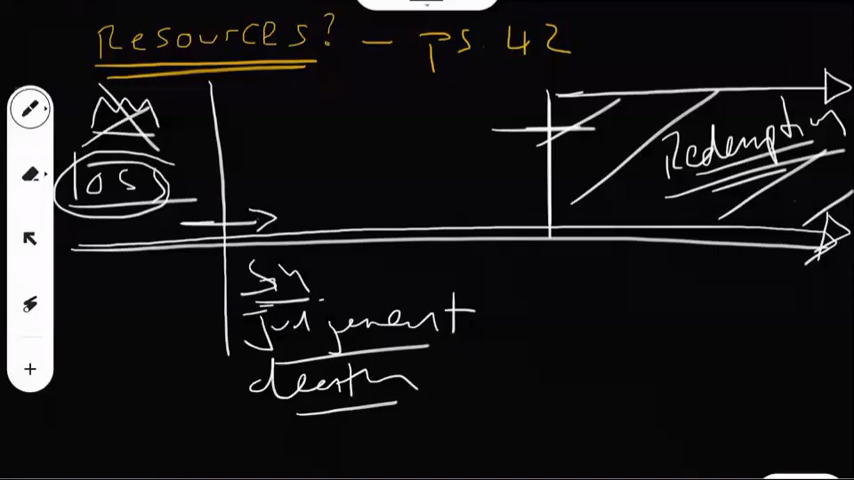 Resources? - ps. 42
Redemption
loss
Sin
Judgement
death